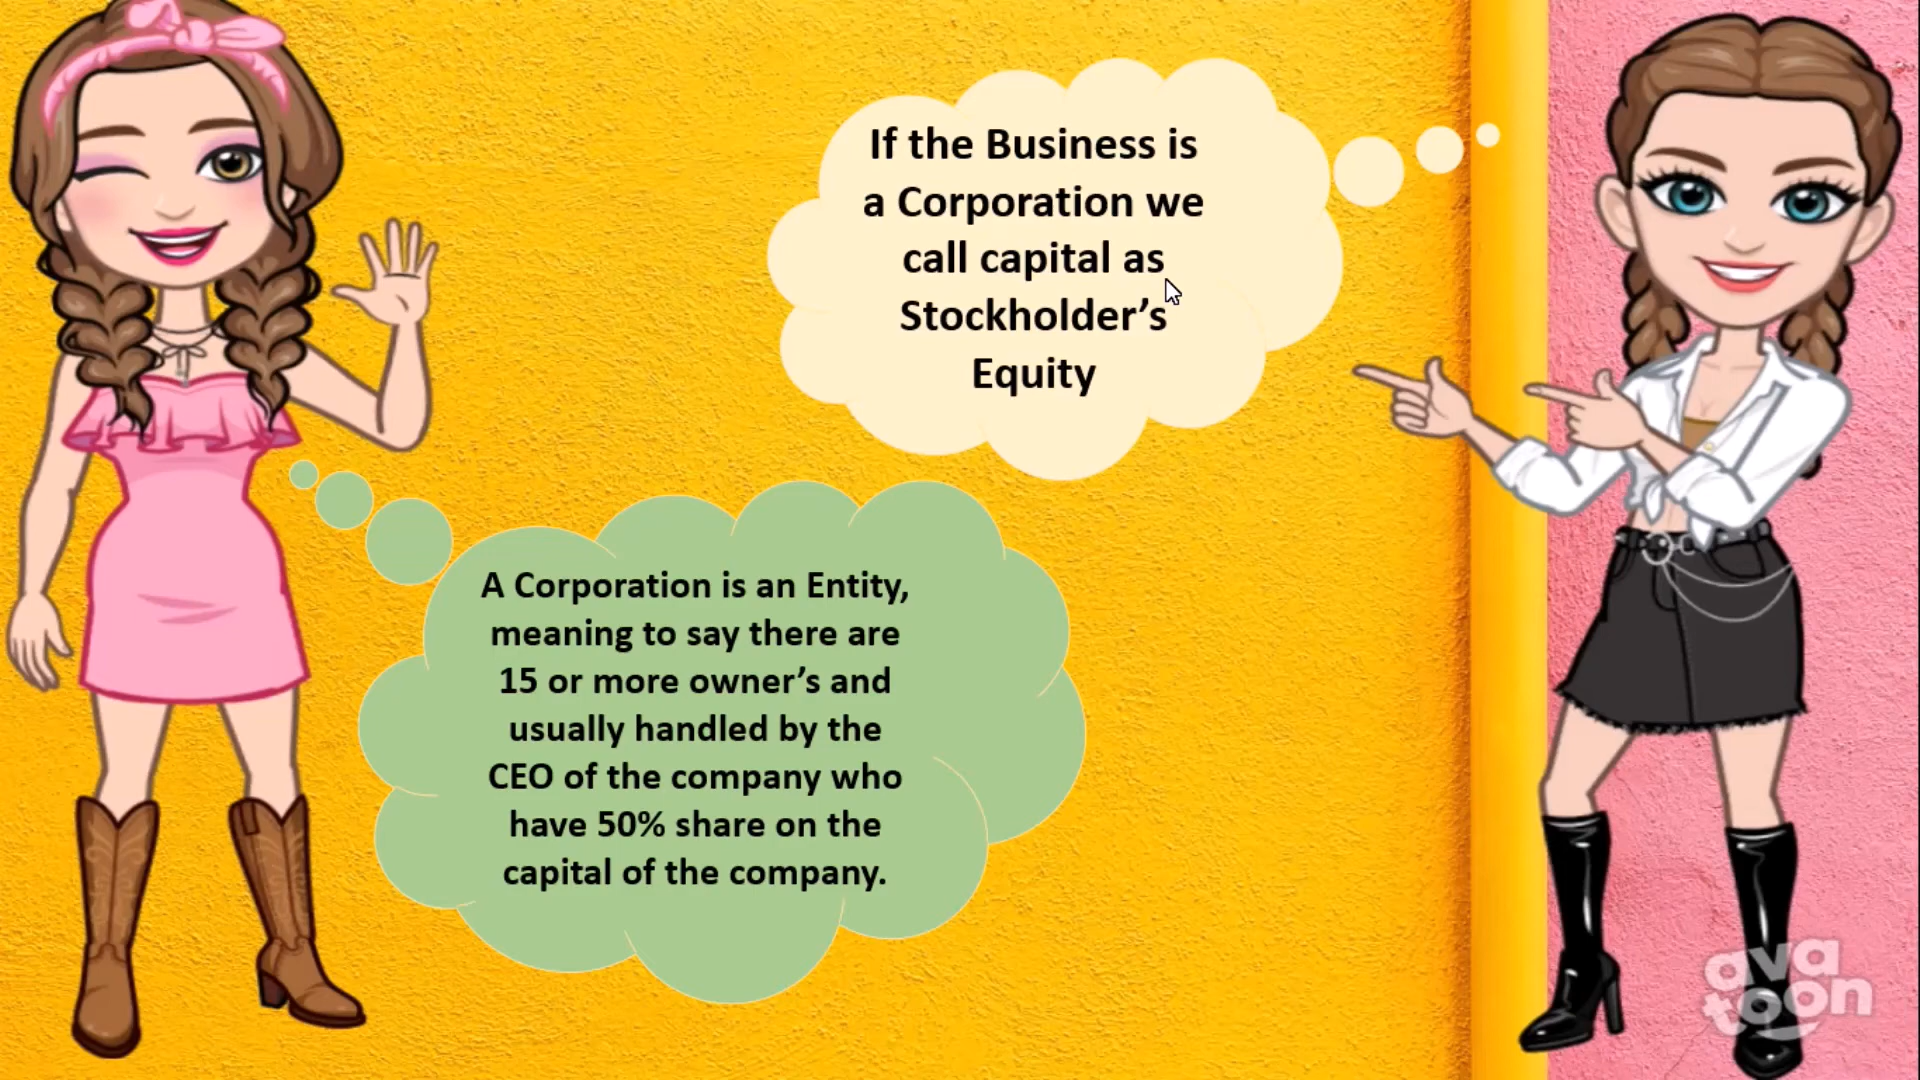 If the Business is
a Corporation we
call capital as
Stockholder’s
Equity
A Corporation is an Entity,
meaning to say there are
15 or more owner’s and
usually handled by the
CEO of the company who
have 50% share on the
capital of the company.
ava
toon